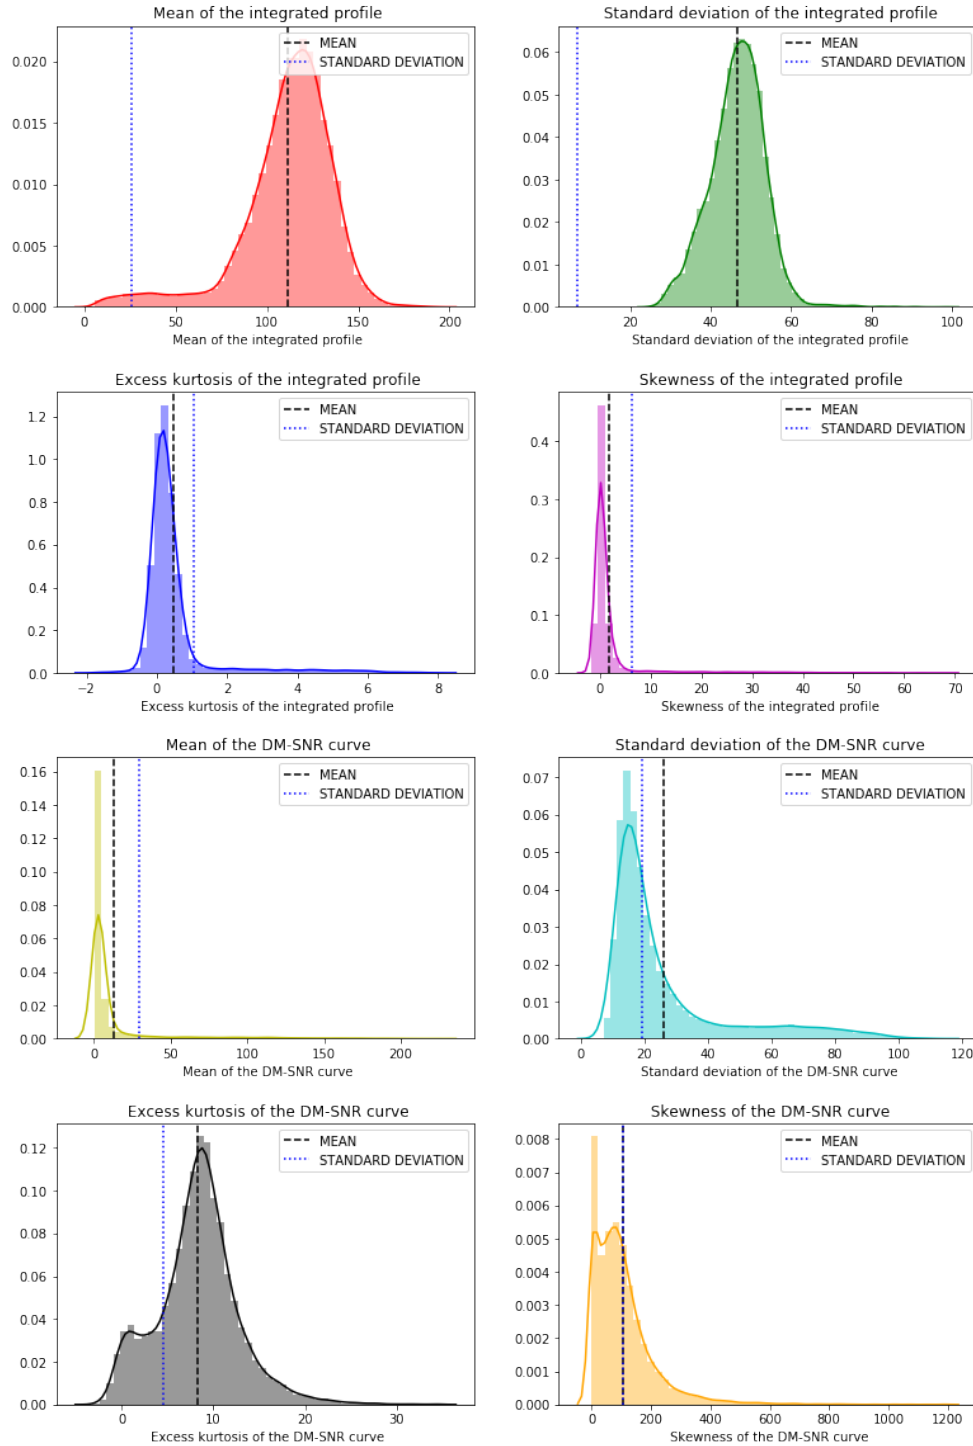 Mean of the integrated profile
MEAN
STANDARD DEVIATION
0.020
0.015
0.010
0.005
0.000
0 50 100 150 200
Mean of the integrated profile
Standard deviation of the integrated profile
MEAN
STANDARD DEVIATION
0.06
0.05
0.04
0.03
0.02
0.01
0.00
20 40 60 80 100
Standard deviation of the integrated profile
Excess kurtosis of the integrated profile
MEAN
STANDARD DEVIATION
1.2
1.0
0.8
0.6
0.4
0.2
0.0
−2 0 2 4 6 8
Excess kurtosis of the integrated profile
Skewness of the integrated profile
MEAN
STANDARD DEVIATION
0.4
0.3
0.2
0.1
0.0
0 10 20 30 40 50 60 70
Skewness of the integrated profile
Mean of the DM-SNR curve
MEAN
STANDARD DEVIATION
0.16
0.14
0.12
0.10
0.08
0.06
0.04
0.02
0.00
0 50 100 150 200
Mean of the DM-SNR curve
Standard deviation of the DM-SNR curve
MEAN
STANDARD DEVIATION
0.07
0.06
0.05
0.04
0.03
0.02
0.01
0.00
0 20 40 60 80 100 120
Standard deviation of the DM-SNR curve
Excess kurtosis of the DM-SNR curve
MEAN
STANDARD DEVIATION
0.12
0.10
0.08
0.06
0.04
0.02
0.00
0 10 20 30
Excess kurtosis of the DM-SNR curve
Skewness of the DM-SNR curve
MEAN
STANDARD DEVIATION
0.008
0.007
0.006
0.005
0.004
0.003
0.002
0.001
0.000
0 200 400 600 800 1000 1200
Skewness of the DM-SNR curve